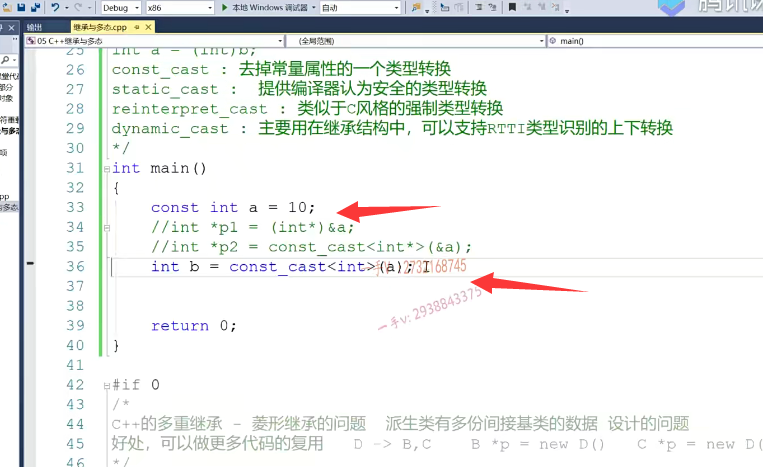 Debug
x86
本地 Windows 调试器
自动
腾讯
输出
继承与多态.cpp
05 C++继承与多态
(全局范围)
main()
25 int a = (int)b;
26 const_cast : 去掉常量属性的一个类型转换
27 static_cast :  提供编译器认为安全的类型转换
28 reinterpret_cast : 类似于C风格的强制类型转换
29 dynamic_cast : 主要用在继承结构中，可以支持RTTI类型识别的上下转换
30 */
31 int main()
32 {
33 const int a = 10;
34 //int *p1 = (int*)&a;
35 //int *p2 = const_cast<int*>(&a);
36 int b = const_cast<int>(a);
37
38
39 return 0;
40 }
41
42 #if 0
43 /*
44 C++的多重继承 - 菱形继承的问题  派生类有多份间接基类的数据 设计的问题
45 好处，可以做更多代码的复用   D -> B,C    B *p = new D()   C *p = new D(
46 */
一手v: 2938843375